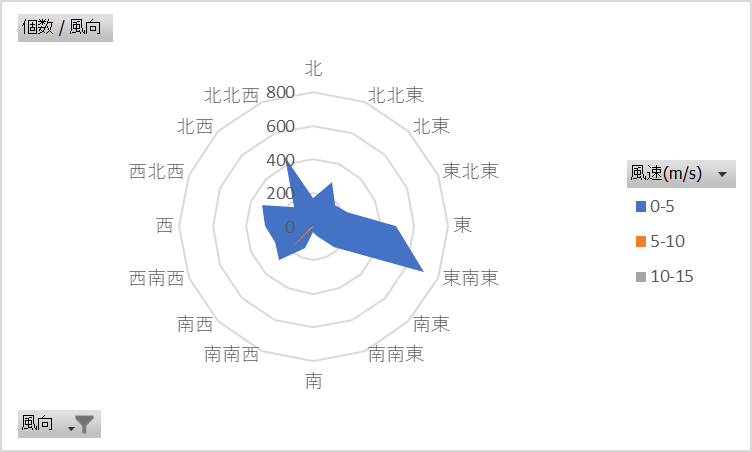 個数 / 風向
北
北北東
北東
東北東
東
東南東
南東
南南東
南
南南西
南西
西南西
西
西北西
北西
北北西
800
600
400
200
0
風速(m/s)
0-5
5-10
10-15
風向